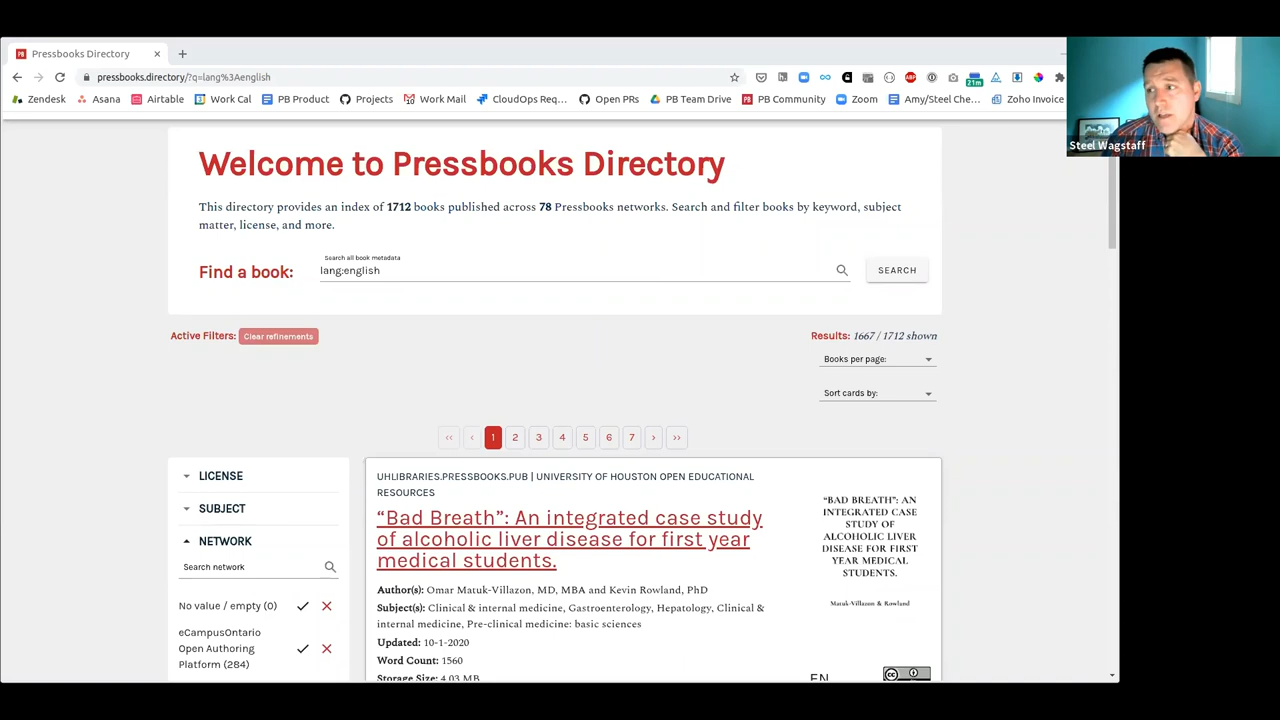 Pressbooks Directory
pressbooks.directory/?q=lang%3Aenglish
21m
Zendesk Asana Airtable Work Cal PB Product Projects Work Mail CloudOps Req... Open PRs PB Team Drive PB Community Zoom Amy/Steel Che... Zoho Invoice
Steel Wagstaff
Welcome to Pressbooks Directory
This directory provides an index of 1712 books published across 78 Pressbooks networks. Search and filter books by keyword, subject
matter, license, and more.
Search all book metadata
Find a book: lang:english SEARCH
Active Filters: Clear refinements
Results: 1667 / 1712 shown
Books per page:
Sort cards by:
<< < 1 2 3 4 5 6 7 > >>
LICENSE
SUBJECT
NETWORK
Search network
No value / empty (0)
eCampusOntario
Open Authoring
Platform (284)
UHLIBRARIES.PRESSBOOKS.PUB | UNIVERSITY OF HOUSTON OPEN EDUCATIONAL
RESOURCES
“Bad Breath”: An integrated case study
of alcoholic liver disease for first year
medical students.
Author(s): Omar Matuk-Villazon, MD, MBA and Kevin Rowland, PhD
Subject(s): Clinical & internal medicine, Gastroenterology, Hepatology, Clinical &
internal medicine, Pre-clinical medicine: basic sciences
Updated: 10-1-2020
Word Count: 1560
Storage Size: 4.03 MB
“BAD BREATH”: AN
INTEGRATED CASE
STUDY OF
ALCOHOLIC LIVER
DISEASE FOR FIRST
YEAR MEDICAL
STUDENTS.
Matuk-Villazon & Rowland
EN